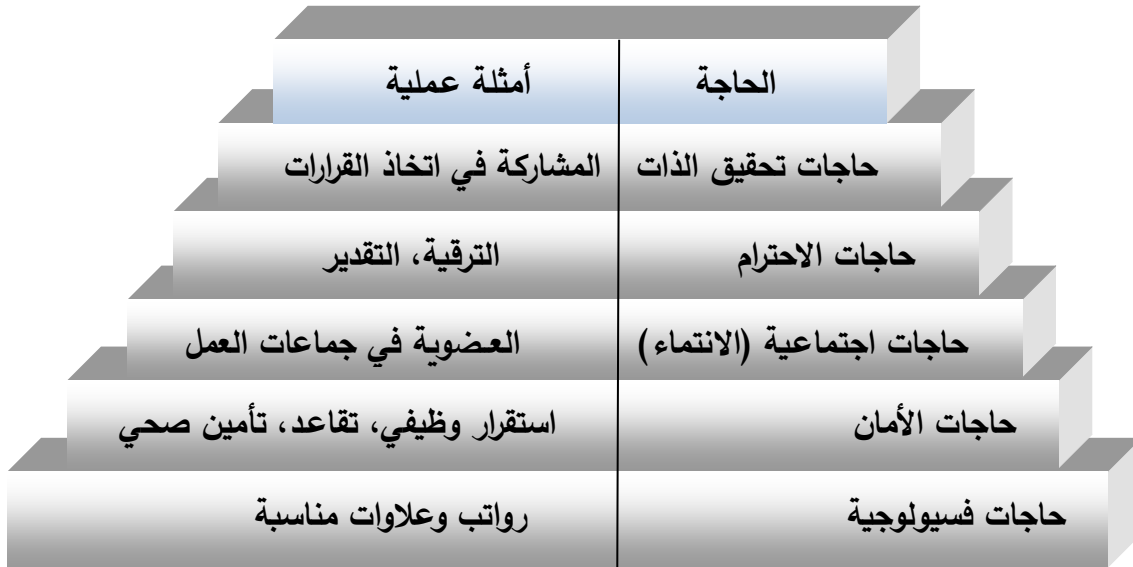 الحاجة أمثلة عملية
حاجات تحقيق الذات المشاركة في اتخاذ القرارات
حاجات الاحترام الترقية، التقدير
حاجات اجتماعية (الانتماء) العضوية في جماعات العمل
حاجات الأمان استقرار وظيفي، تقاعد، تأمين صحي
حاجات فسيولوجية رواتب وعلاوات مناسبة